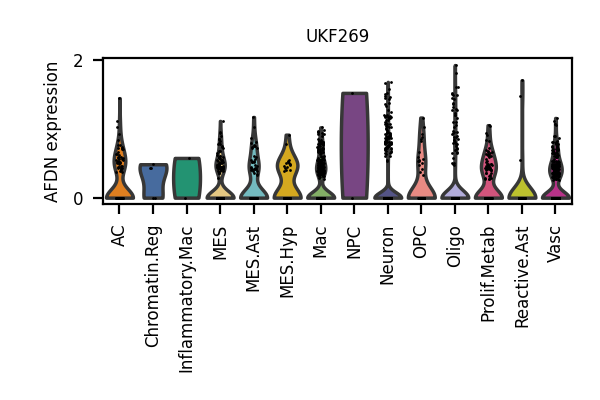 UKF269
AFDN expression
2
0
AC
Chromatin.Reg
Inflammatory.Mac
MES
MES.Ast
MES.Hyp
Mac
NPC
Neuron
OPC
Oligo
Prolif.Metab
Reactive.Ast
Vasc